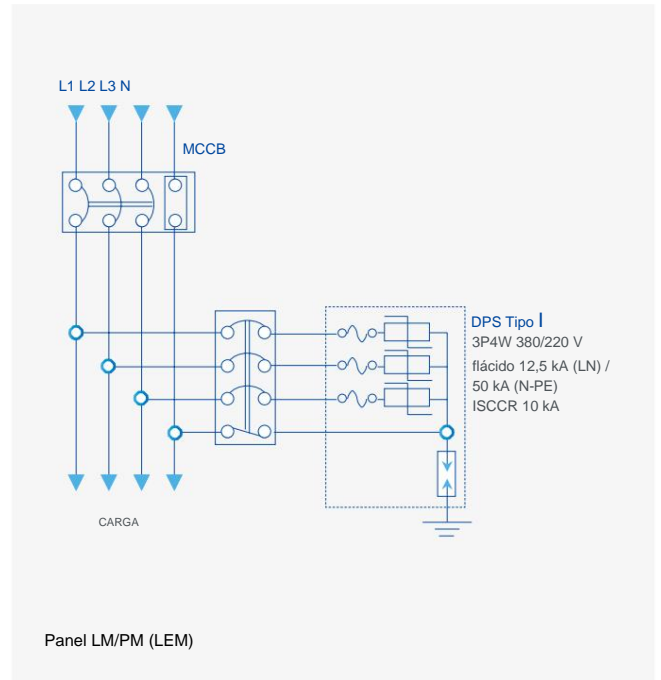 L1 L2 L3 N
MCCB
DPS Tipo I
3P4W 380/220 V
flácido 12,5 kA (LN) /
50 kA (N-PE)
ISCCR 10 kA
CARGA
Panel LM/PM (LEM)